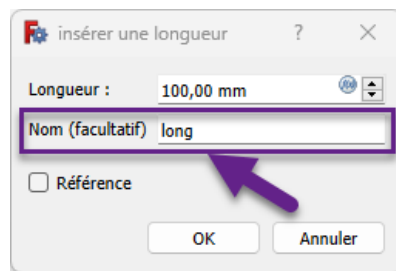 insérer une longueur ? ×
Longueur : 100,00 mm
Nom (facultatif) long
Référence
OK Annuler